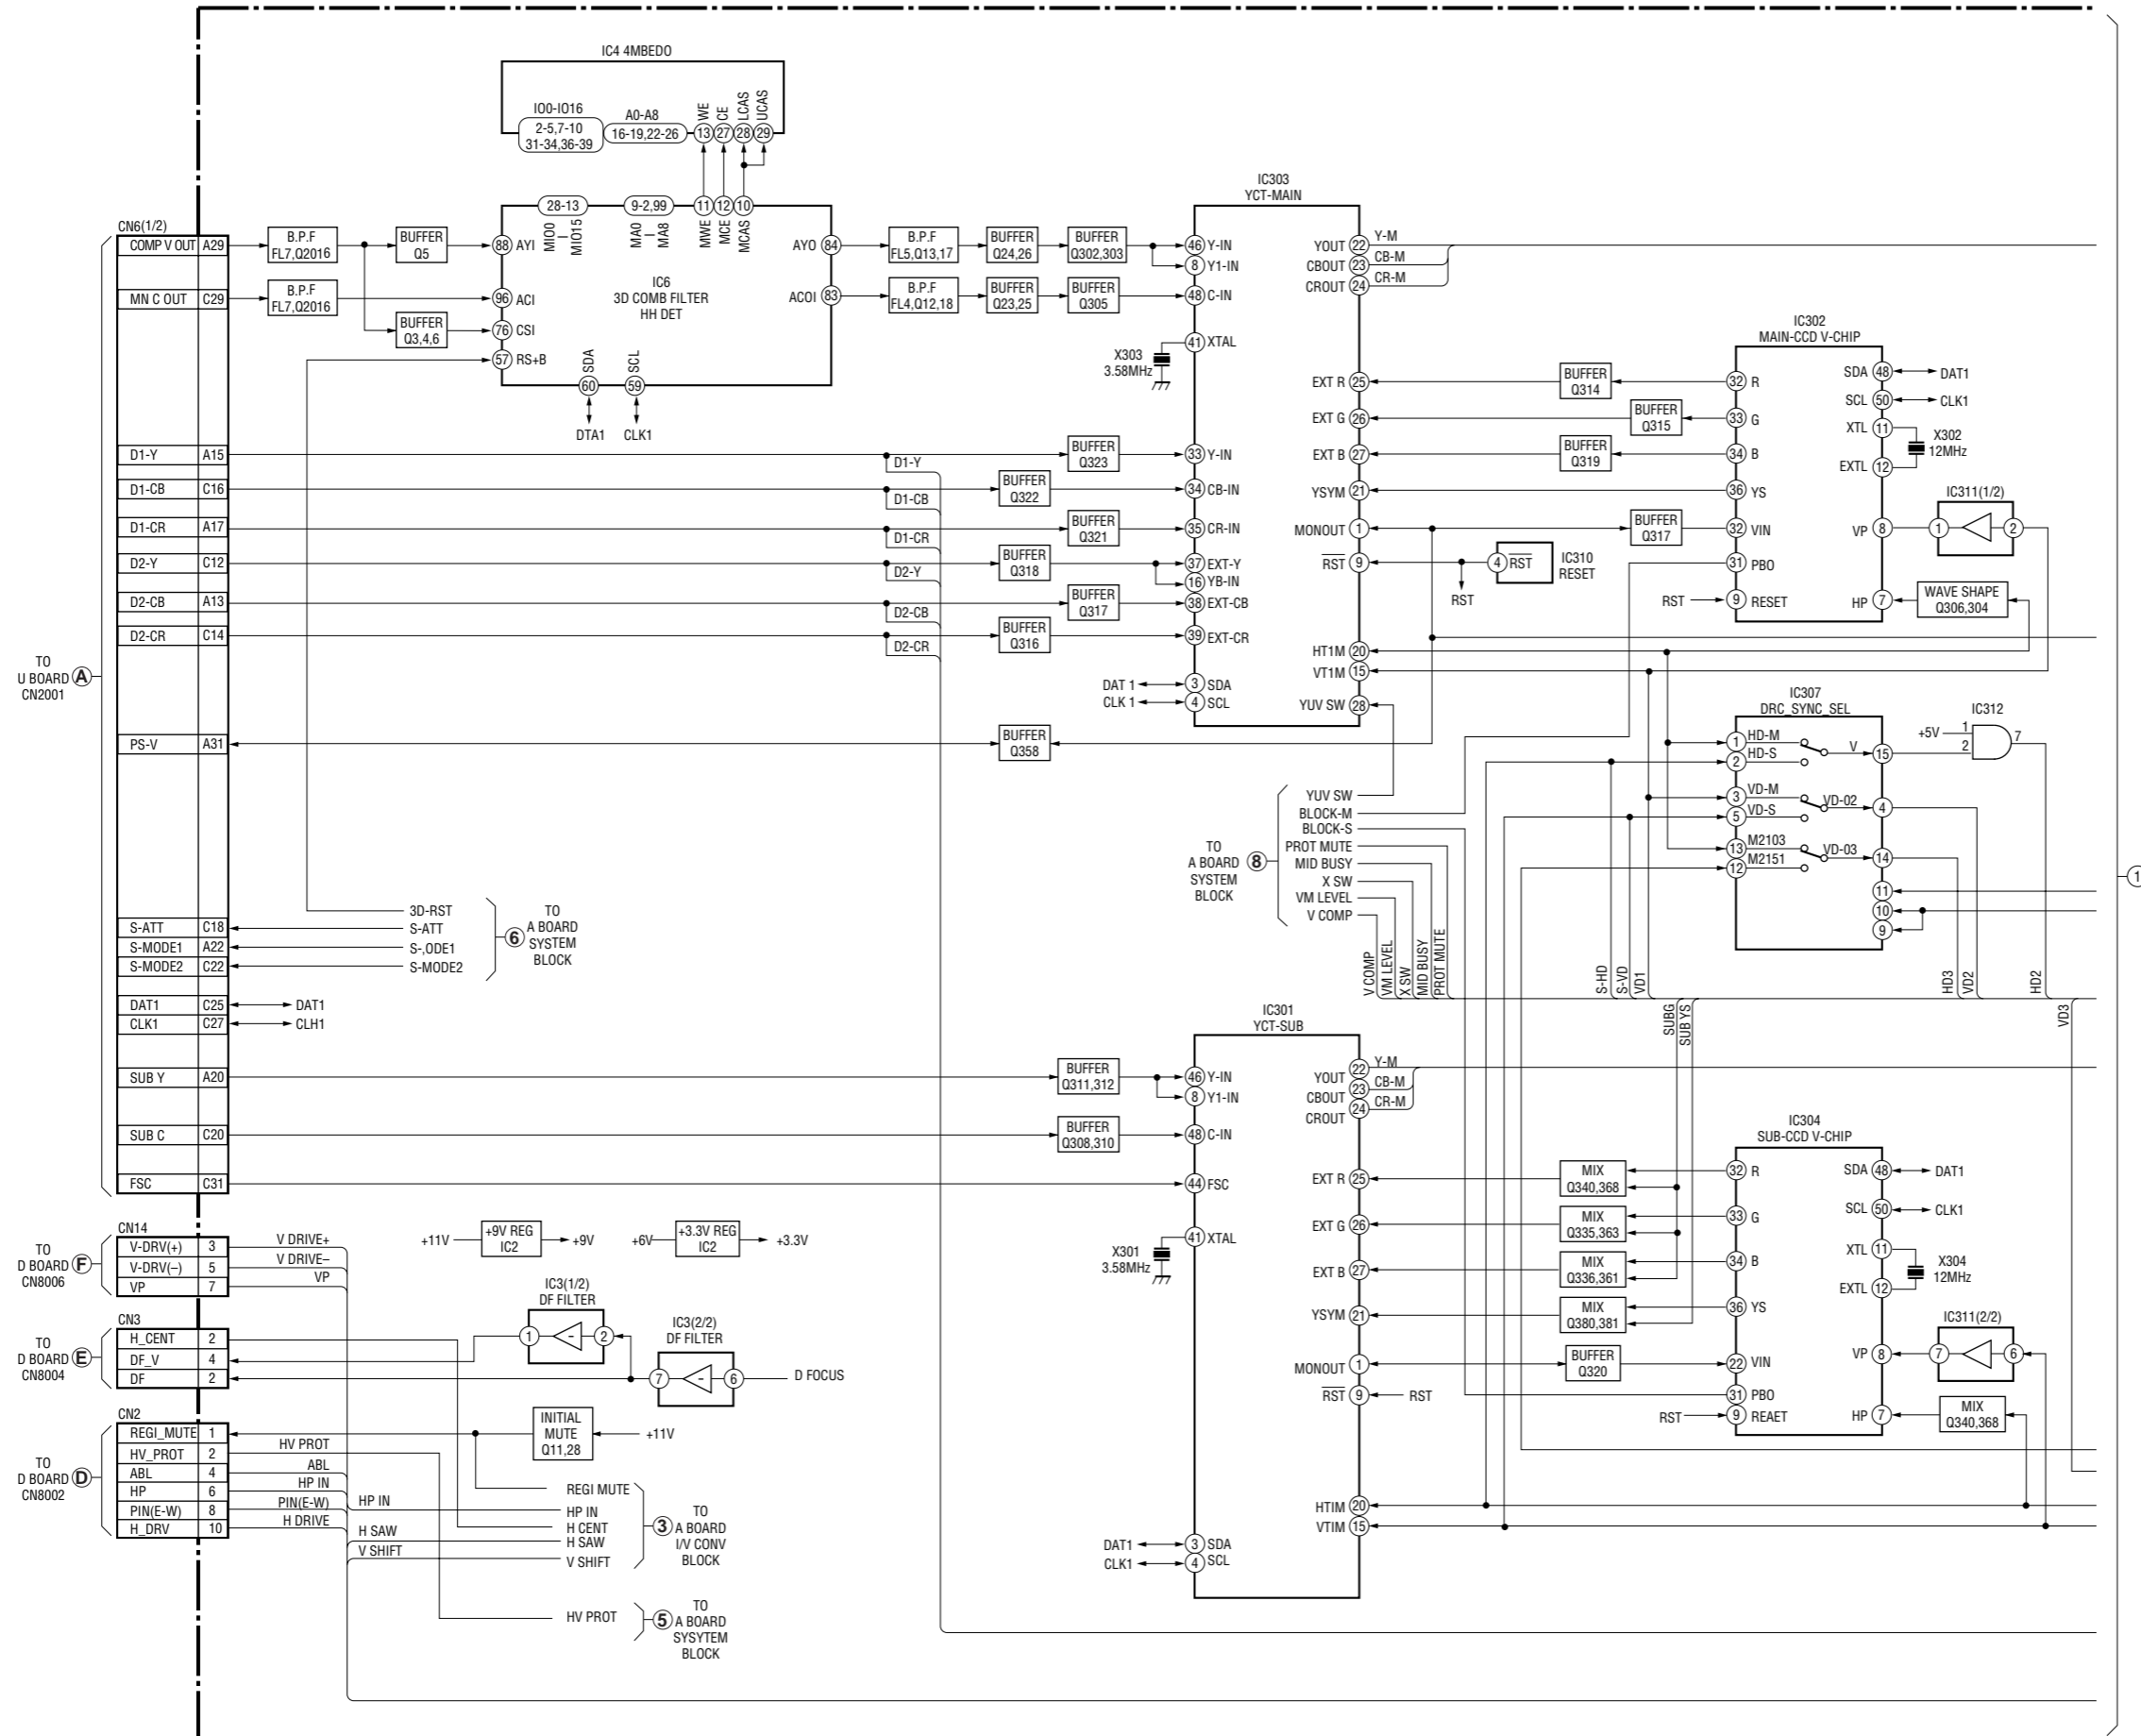 IC4 4MBEDO
IO0-IO16
2-5,7-10
31-34,36-39
A0-A8
16-19,22-26
13 27 28 29
WE CE LCAS UCAS
28-13
9-2,99
11 12 10
MIO0 | MIO15
MA0 | MA8
MWE MCE MCAS
88 AYI
96 ACI
76 CSI
57 RS+B
IC6
3D COMB FILTER
HH DET
AYO 84
ACOI 83
60 SDA
59 SCL
DTA1
CLK1
CN6(1/2)
COMP V OUT A29
MN C OUT C29
D1-Y A15
D1-CB C16
D1-CR A17
D2-Y C12
D2-CB A13
D2-CR C14
PS-V A31
S-ATT C18
S-MODE1 A22
S-MODE2 C22
DAT1 C25
CLK1 C27
SUB Y A20
SUB C C20
FSC C31
TO
U BOARD A
CN2001
B.P.F
FL7,Q2016
BUFFER
Q5
B.P.F
FL7,Q2016
BUFFER
Q3,4,6
B.P.F
FL5,Q13,17
BUFFER
Q24,26
BUFFER
Q302,303
B.P.F
FL4,Q12,18
BUFFER
Q23,25
BUFFER
Q305
D1-Y
D1-CB
D1-CR
D2-Y
D2-CB
D2-CR
BUFFER
Q323
BUFFER
Q322
BUFFER
Q321
BUFFER
Q318
BUFFER
Q317
BUFFER
Q316
BUFFER
Q358
3D-RST
S-ATT
S-,ODE1
S-MODE2
6
TO
A BOARD
SYSTEM
BLOCK
DAT1
CLH1
IC303
YCT-MAIN
46 Y-IN
8 Y1-IN
48 C-IN
41 XTAL
X303
3.58MHz
33 Y-IN
34 CB-IN
35 CR-IN
37 EXT-Y
16 YB-IN
38 EXT-CB
39 EXT-CR
DAT 1 3 SDA
CLK 1 4 SCL
YOUT 22 Y-M
CBOUT 23 CB-M
CROUT 24 CR-M
EXT R 25
EXT G 26
EXT B 27
YSYM 21
MONOUT 1
RST 9
HT1M 20
VT1M 15
YUV SW 28
BUFFER
Q314
BUFFER
Q315
BUFFER
Q319
BUFFER
Q317
4 RST
IC310
RESET
RST
IC302
MAIN-CCD V-CHIP
32 R
33 G
34 B
36 YS
32 VIN
31 PBO
RST 9 RESET
SDA 48 DAT1
SCL 50 CLK1
XTL 11
EXTL 12
X302
12MHz
VP 8
HP 7
IC311(1/2)
1 2
WAVE SHAPE
Q306,304
IC307
DRC_SYNC_SEL
1 HD-M
2 HD-S
V 15
3 VD-M
5 VD-S
VD-02 4
13 M2103
12 M2151
VD-03 14
11
10
9
IC312
+5V 1
2
7
1
TO
A BOARD
SYSTEM
BLOCK
8
YUV SW
BLOCK-M
BLOCK-S
PROT MUTE
MID BUSY
X SW
VM LEVEL
V COMP
V COMP
VM LEVEL
X SW
MID BUSY
PROT MUTE
S-HD
S-VD
VD1
SUBG
SUB YS
HD3
VD2
HD2
VD3
IC301
YCT-SUB
BUFFER
Q311,312
BUFFER
Q308,310
46 Y-IN
8 Y1-IN
48 C-IN
44 FSC
41 XTAL
X301
3.58MHz
DAT1 3 SDA
CLK1 4 SCL
YOUT 22 Y-M
CBOUT 23 CB-M
CROUT 24 CR-M
EXT R 25
EXT G 26
EXT B 27
YSYM 21
MONOUT 1
RST 9 RST
HTIM 20
VTIM 15
MIX
Q340,368
MIX
Q335,363
MIX
Q336,361
MIX
Q380,381
BUFFER
Q320
IC304
SUB-CCD V-CHIP
32 R
33 G
34 B
36 YS
22 VIN
31 PBO
RST 9 REAET
SDA 48 DAT1
SCL 50 CLK1
XTL 11
EXTL 12
X304
12MHz
VP 8
HP 7
IC311(2/2)
7 6
MIX
Q340,368
CN14
V-DRV(+) 3
V-DRV(–) 5
VP 7
TO
D BOARD F
CN8006
V DRIVE+
V DRIVE–
VP
+11V
+9V REG
IC2
+9V
+6V
+3.3V REG
IC2
+3.3V
CN3
H_CENT 2
DF_V 4
DF 2
TO
D BOARD E
CN8004
IC3(1/2)
DF FILTER
1 – 2
IC3(2/2)
DF FILTER
7 – 6
D FOCUS
CN2
REGI_MUTE 1
HV_PROT 2
ABL 4
HP 6
PIN(E-W) 8
H_DRV 10
TO
D BOARD D
CN8002
HV PROT
ABL
HP IN
PIN(E-W)
H DRIVE
INITIAL
MUTE
Q11,28
+11V
HP IN
H SAW
V SHIFT
REGI MUTE
HP IN
H CENT
H SAW
V SHIFT
3
TO
A BOARD
I/V CONV
BLOCK
HV PROT
5
TO
A BOARD
SYSYTEM
BLOCK